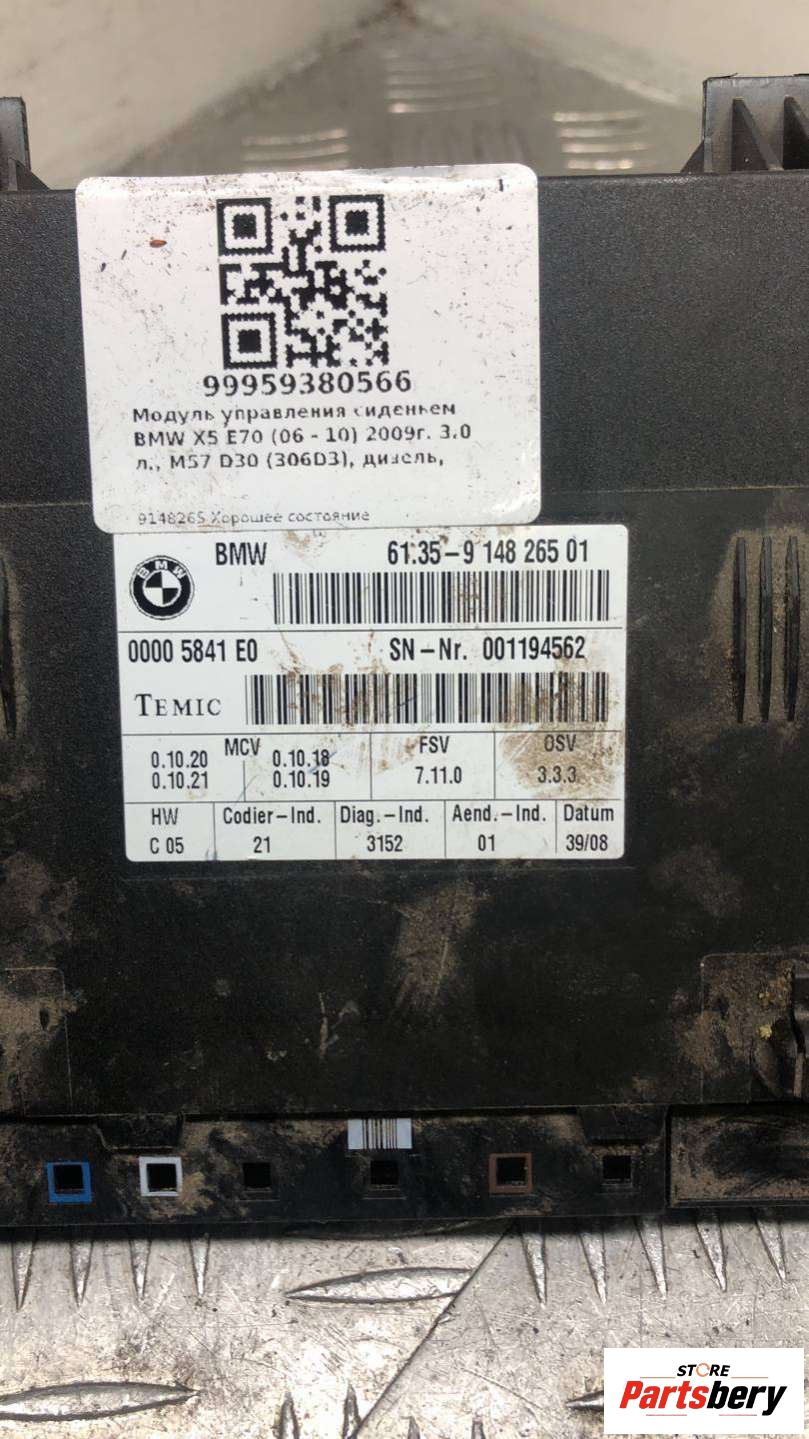 99959380566
Модуль управления сиденьем
BMW X5 E70 (06 - 10) 2009г. 3.0
л., M57 D30 (306D3), дизель,
9148265 Хорошее состояние
BMW 61.35-9 148 265 01
0000 5841 E0 SN-Nr. 001194562
TEMIC
MCV FSV OSV
0.10.20 0.10.18
0.10.21 0.10.19 7.11.0 3.3.3
HW Codier-Ind. Diag.-Ind. Aend.-Ind. Datum
C 05 21 3152 01 39/08
STORE
Partsbery